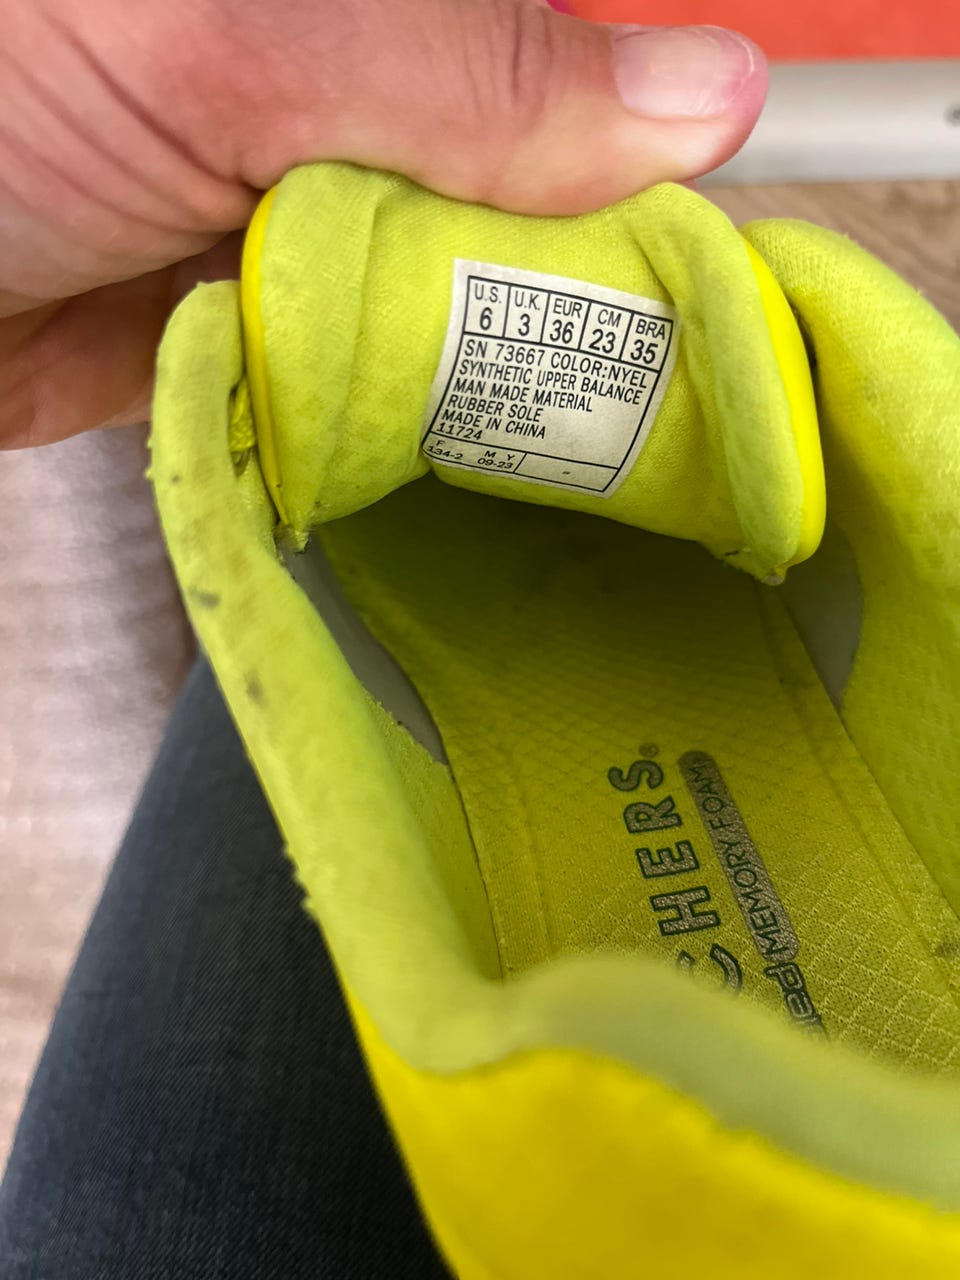 U.S. U.K. EUR CM BRA
6 3 36 23 35
SN 73667 COLOR:NYEL
SYNTHETIC UPPER BALANCE
MAN MADE MATERIAL
RUBBER SOLE
MADE IN CHINA
11724
F M Y
134-2 09-23
CHERS®
MEMORY FOAM